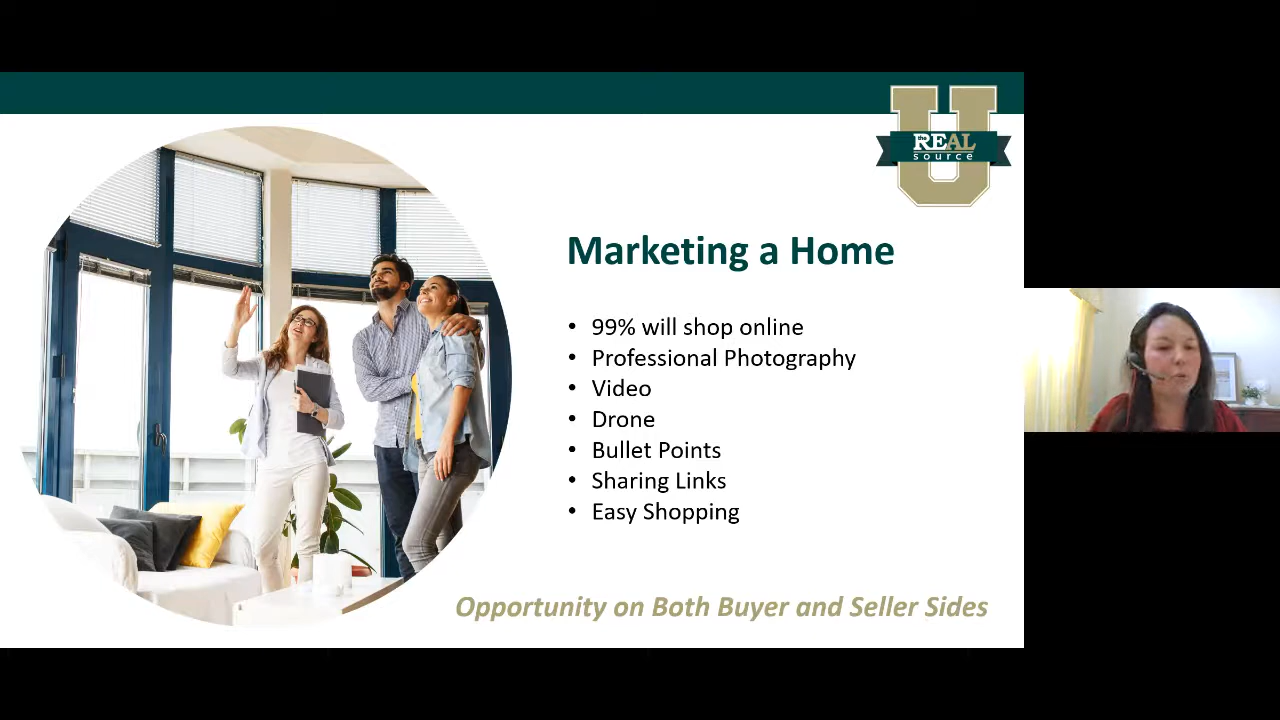 the
REAL
source
Marketing a Home
• 99% will shop online
• Professional Photography
• Video
• Drone
• Bullet Points
• Sharing Links
• Easy Shopping
Opportunity on Both Buyer and Seller Sides